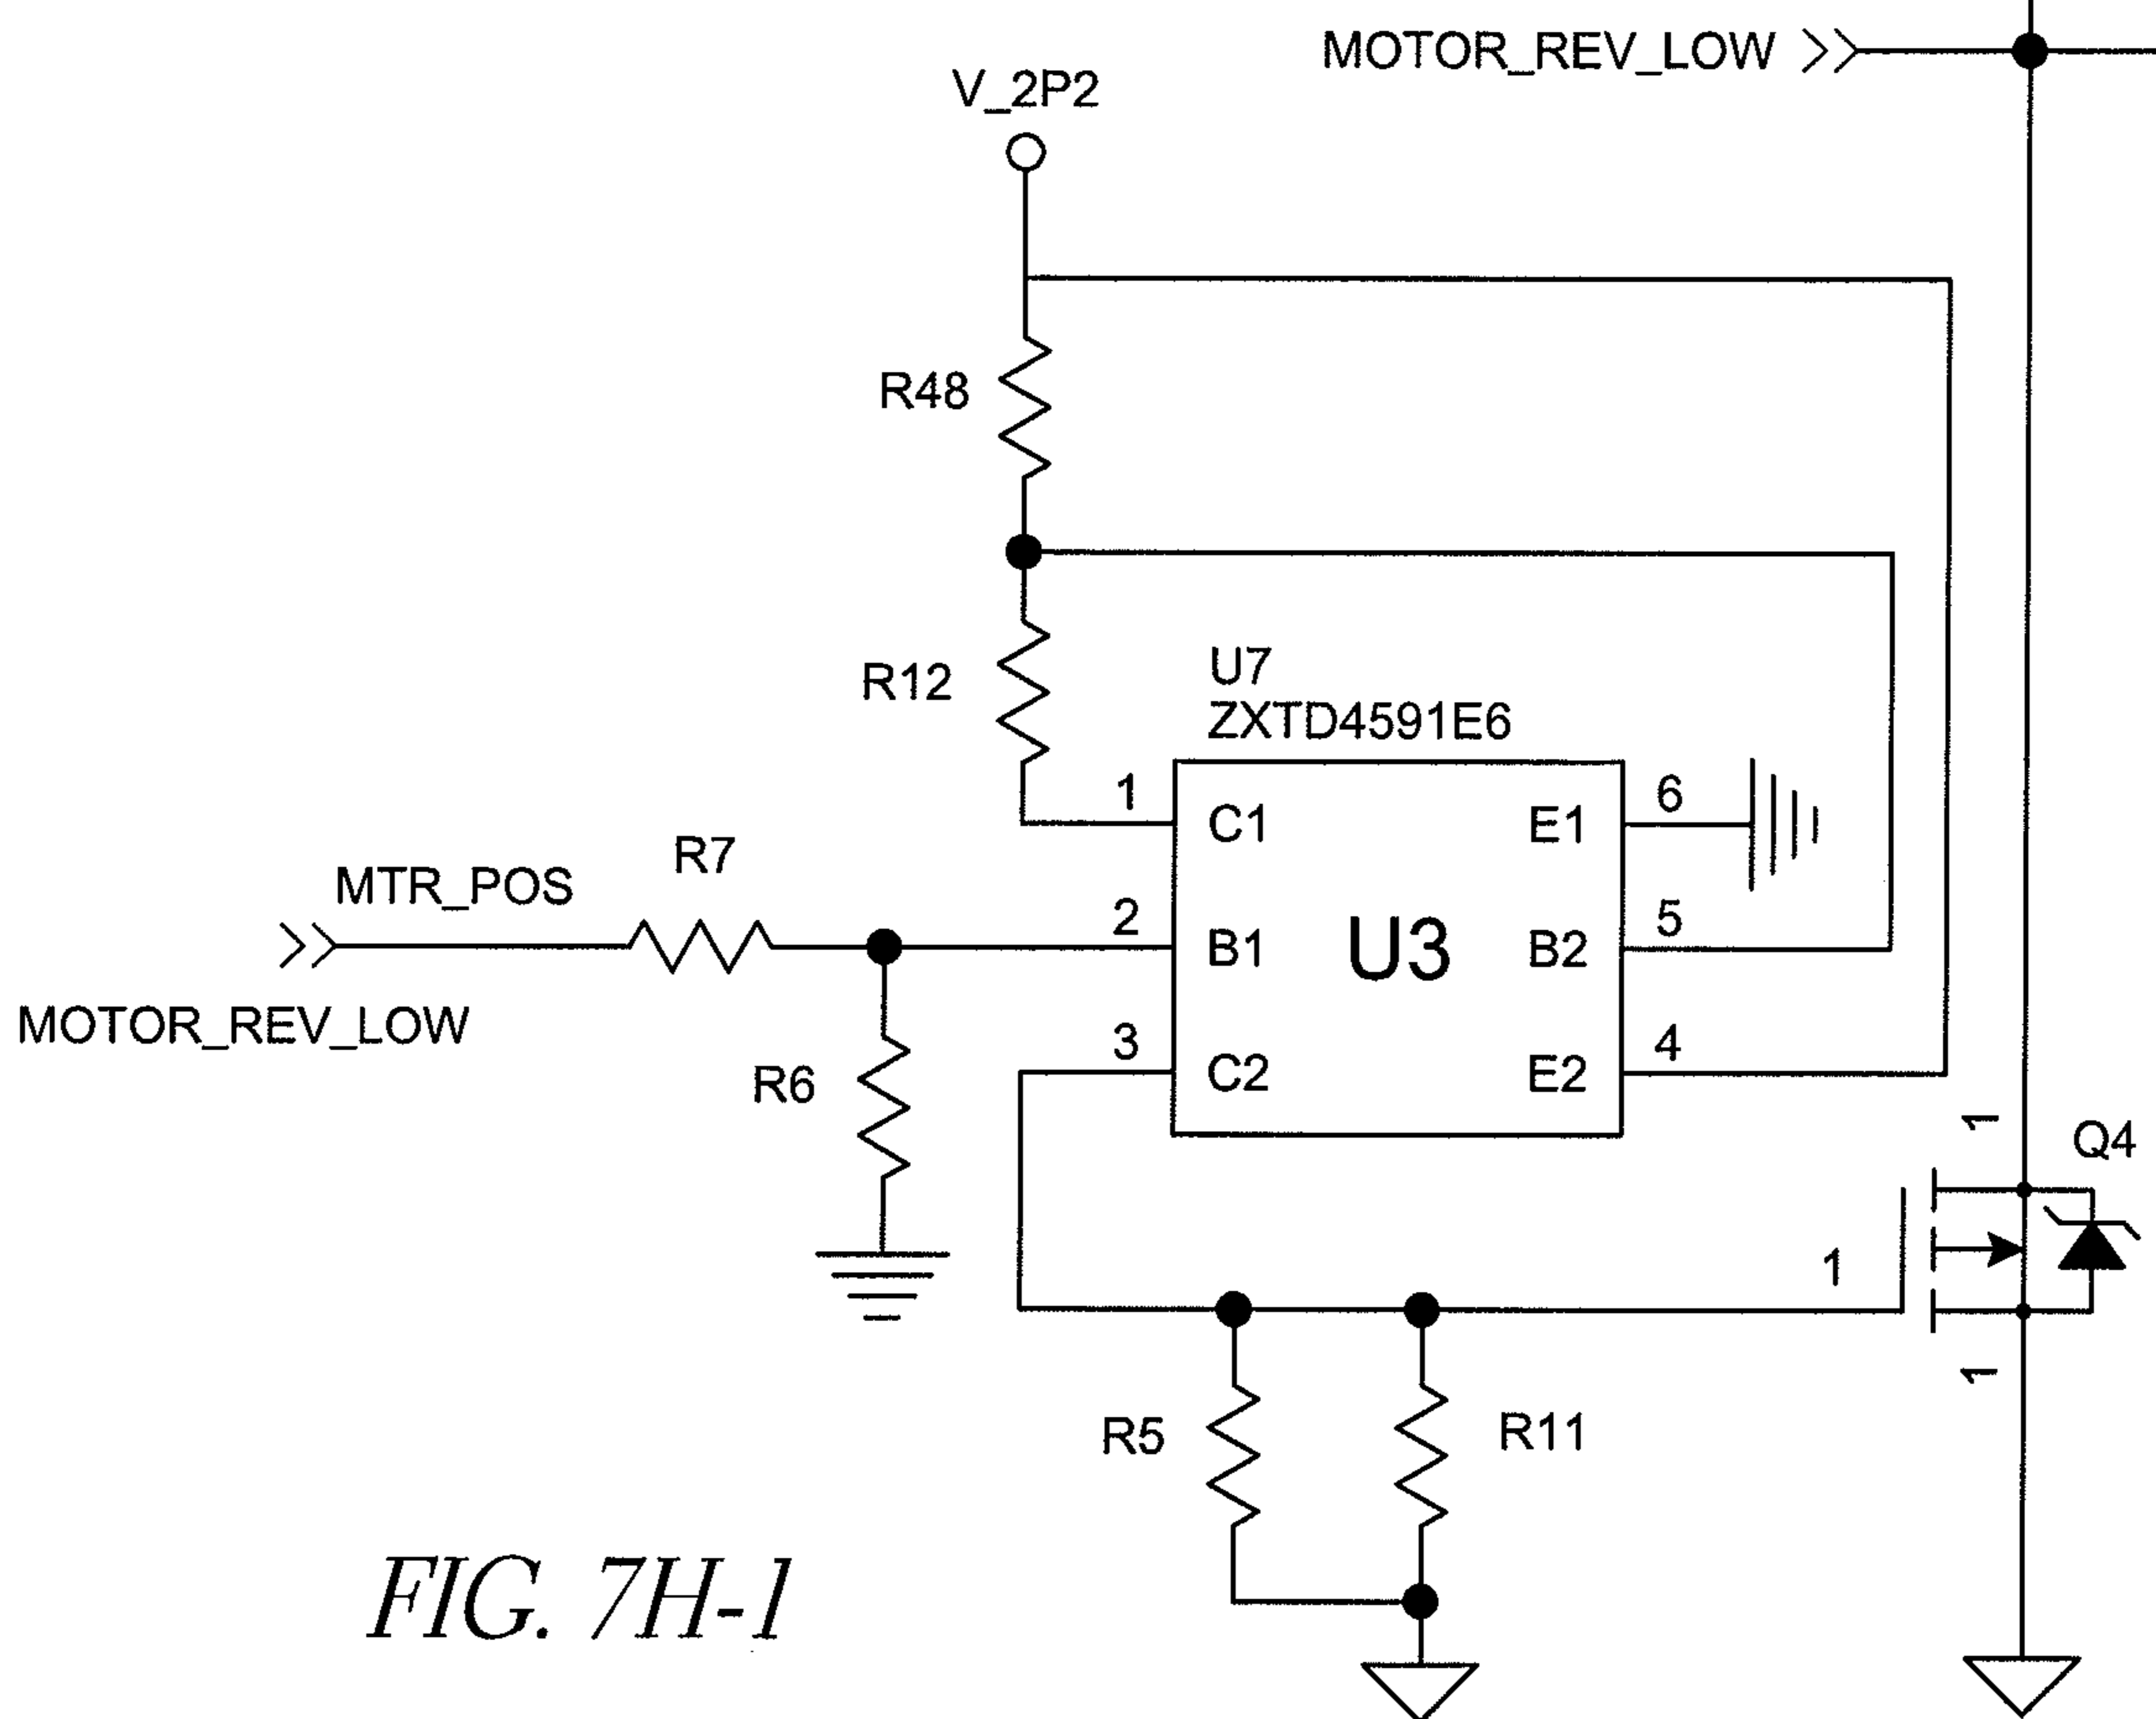 MOTOR_REV_LOW
V_2P2
R48
R12
U7
ZXTD4591E6
1
C1
E1
6
R7
MTR_POS
2
B1
U3
B2
5
MOTOR_REV_LOW
3
C2
E2
4
R6
1
Q4
1
1
R5
R11
FIG. 7H-1